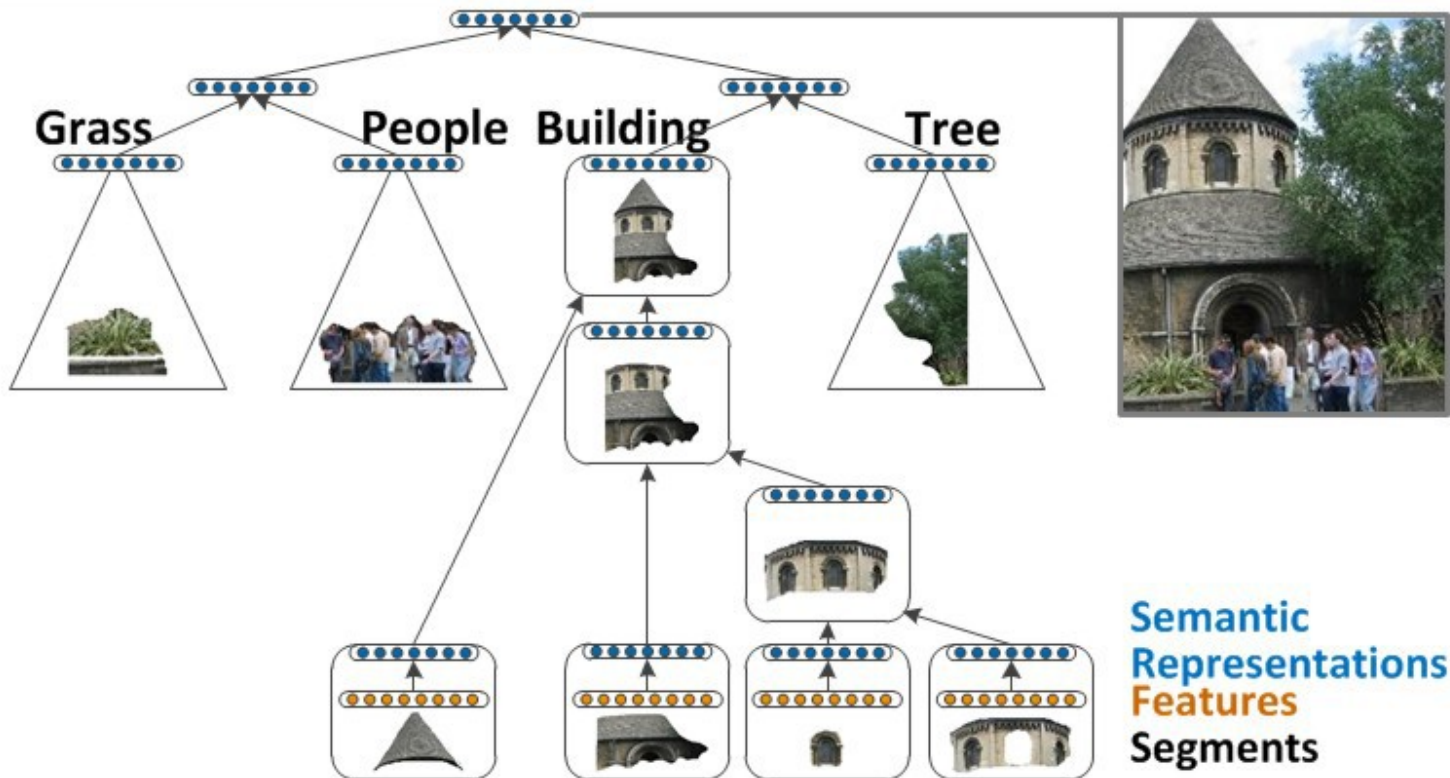 Grass
People
Building
Tree
Semantic
Representations
Features
Segments